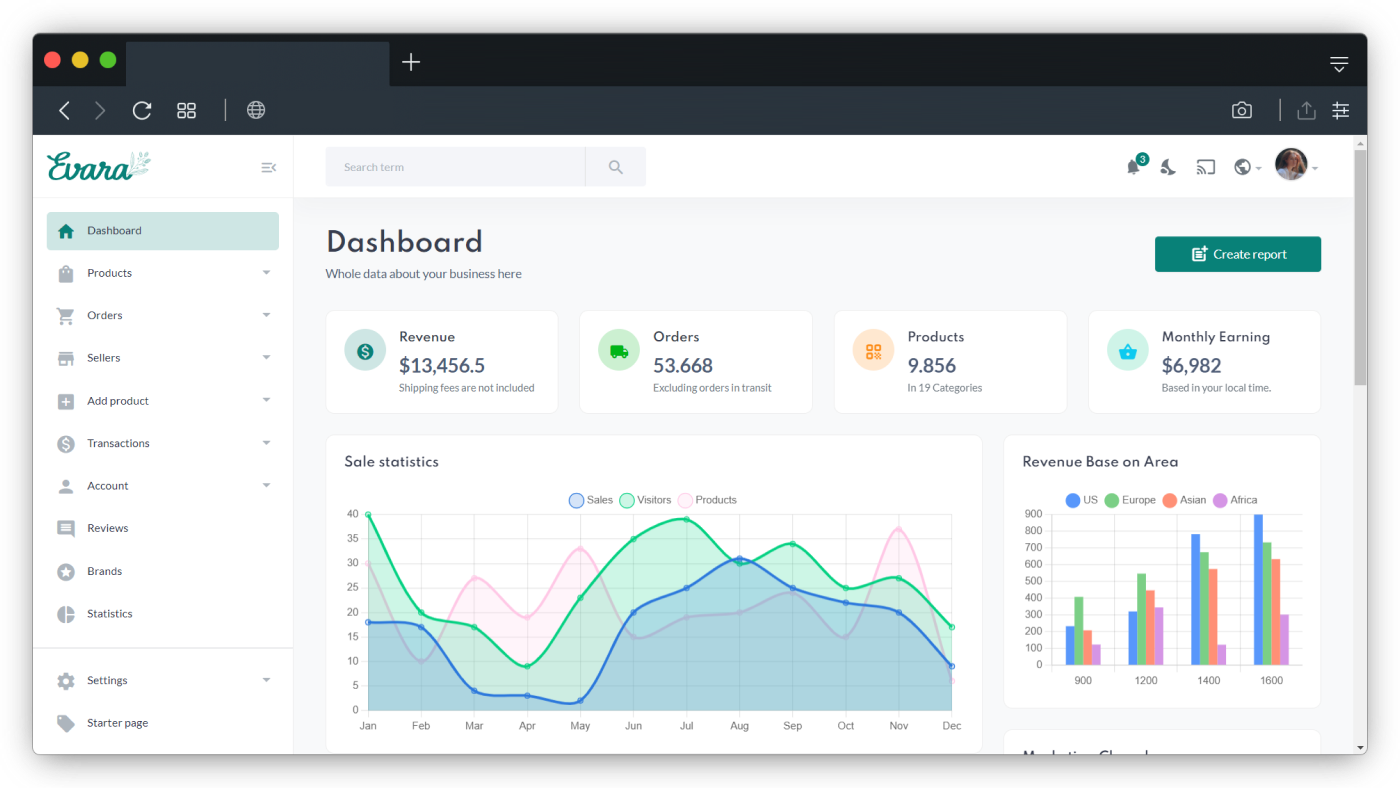 Evara
Search term
3
Dashboard
Products
Orders
Sellers
Add product
Transactions
Account
Reviews
Brands
Statistics
Settings
Starter page
Dashboard
Whole data about your business here
Create report
Revenue
$13,456.5
Shipping fees are not included
Orders
53.668
Excluding orders in transit
Products
9.856
In 19 Categories
Monthly Earning
$6,982
Based in your local time.
Sale statistics
Sales Visitors Products
40
35
30
25
20
15
10
5
0
Jan Feb Mar Apr May Jun Jul Aug Sep Oct Nov Dec
Revenue Base on Area
US Europe Asian Africa
900
800
700
600
500
400
300
200
100
0
900 1200 1400 1600